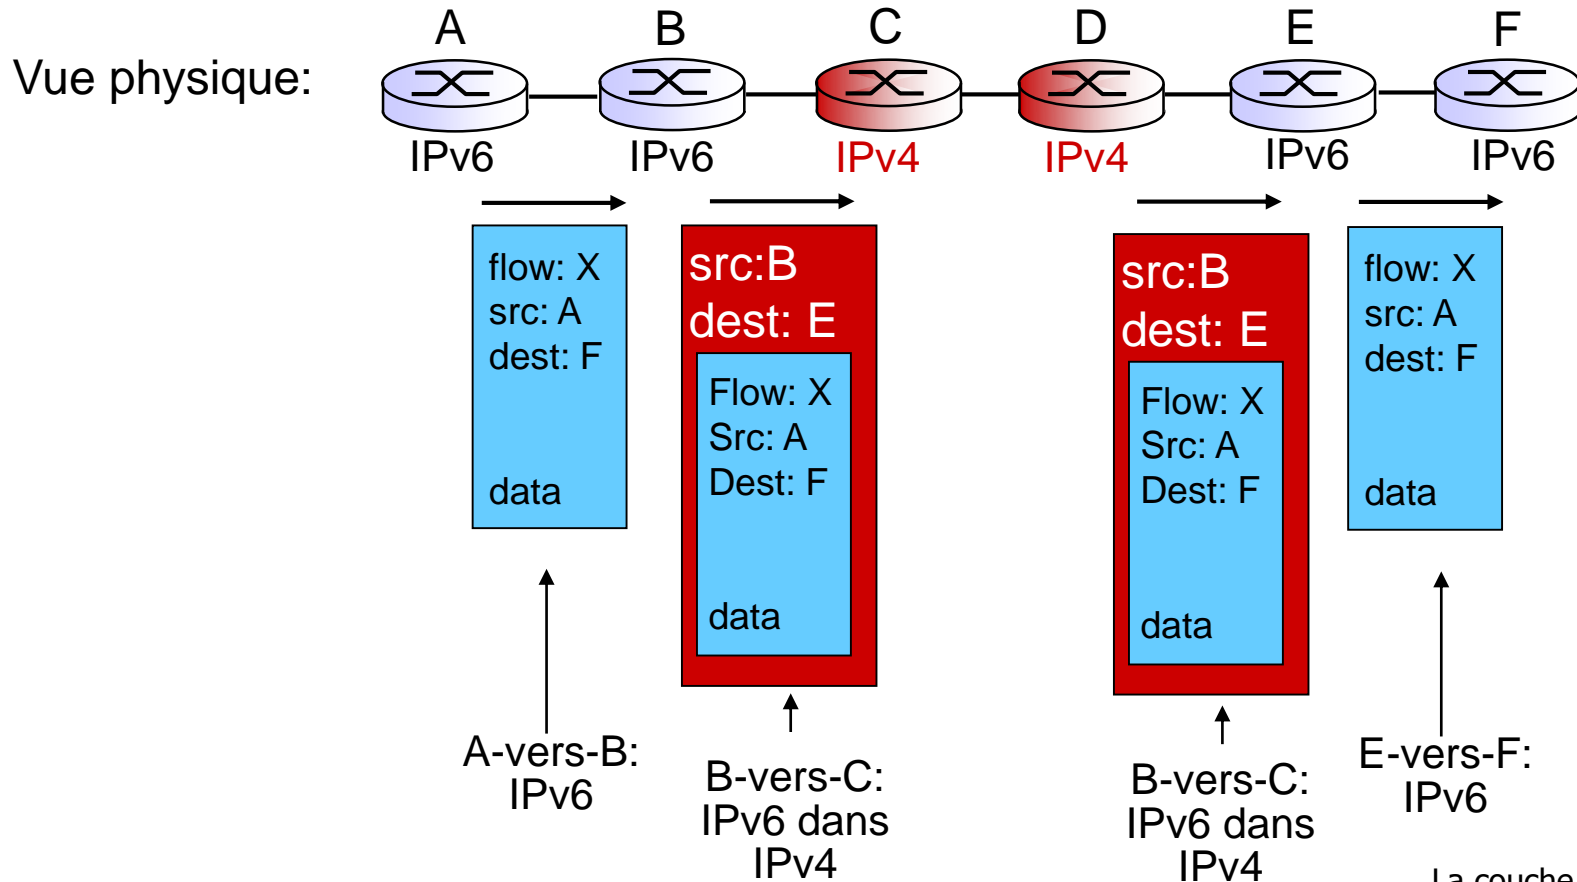 A
B
C
D
E
F
Vue physique:
IPv6
IPv6
IPv4
IPv4
IPv6
IPv6
flow: X
src: A
dest: F
data
src:B
dest: E
Flow: X
Src: A
Dest: F
data
src:B
dest: E
Flow: X
Src: A
Dest: F
data
flow: X
src: A
dest: F
data
A-vers-B:
IPv6
B-vers-C:
IPv6 dans
IPv4
B-vers-C:
IPv6 dans
IPv4
E-vers-F:
IPv6
La couche